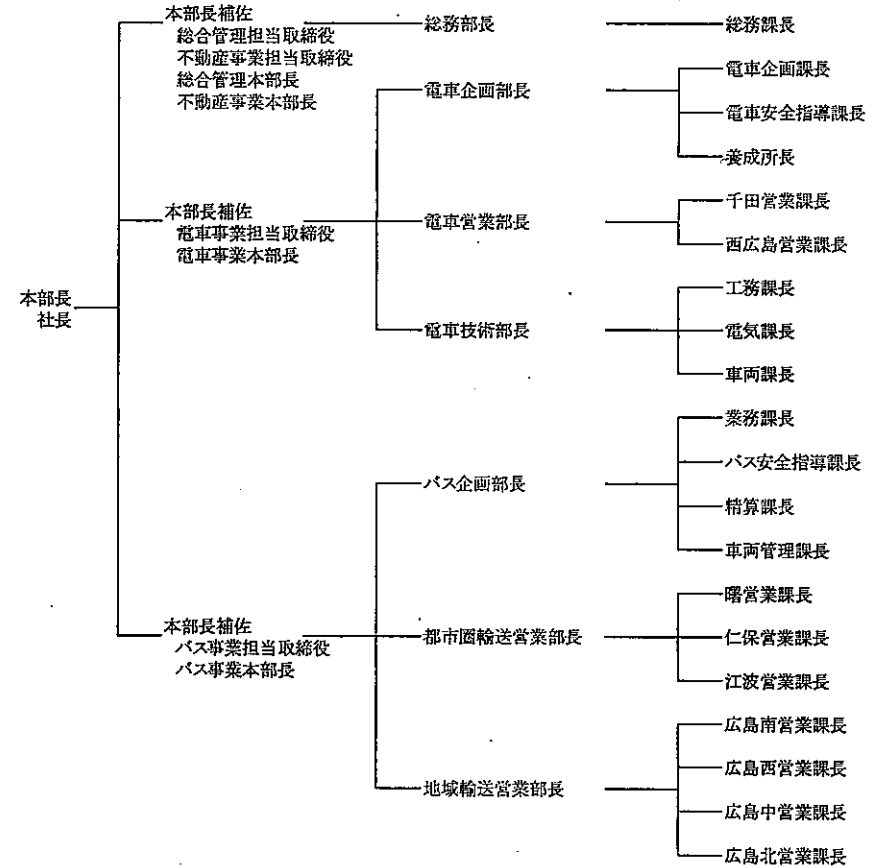 本部長
社長
本部長補佐
総合管理担当取締役
不動産事業担当取締役
総合管理本部長
不動産事業本部長
総務部長
総務課長
本部長補佐
電車事業担当取締役
電車事業本部長
電車企画部長
電車企画課長
電車安全指導課長
養成所長
電車営業部長
千田営業課長
西広島営業課長
電車技術部長
工務課長
電気課長
車両課長
本部長補佐
バス事業担当取締役
バス事業本部長
バス企画部長
業務課長
バス安全指導課長
精算課長
車両管理課長
都市圏輸送営業部長
曙営業課長
仁保営業課長
江波営業課長
地域輸送営業部長
広島南営業課長
広島西営業課長
広島中営業課長
広島北営業課長